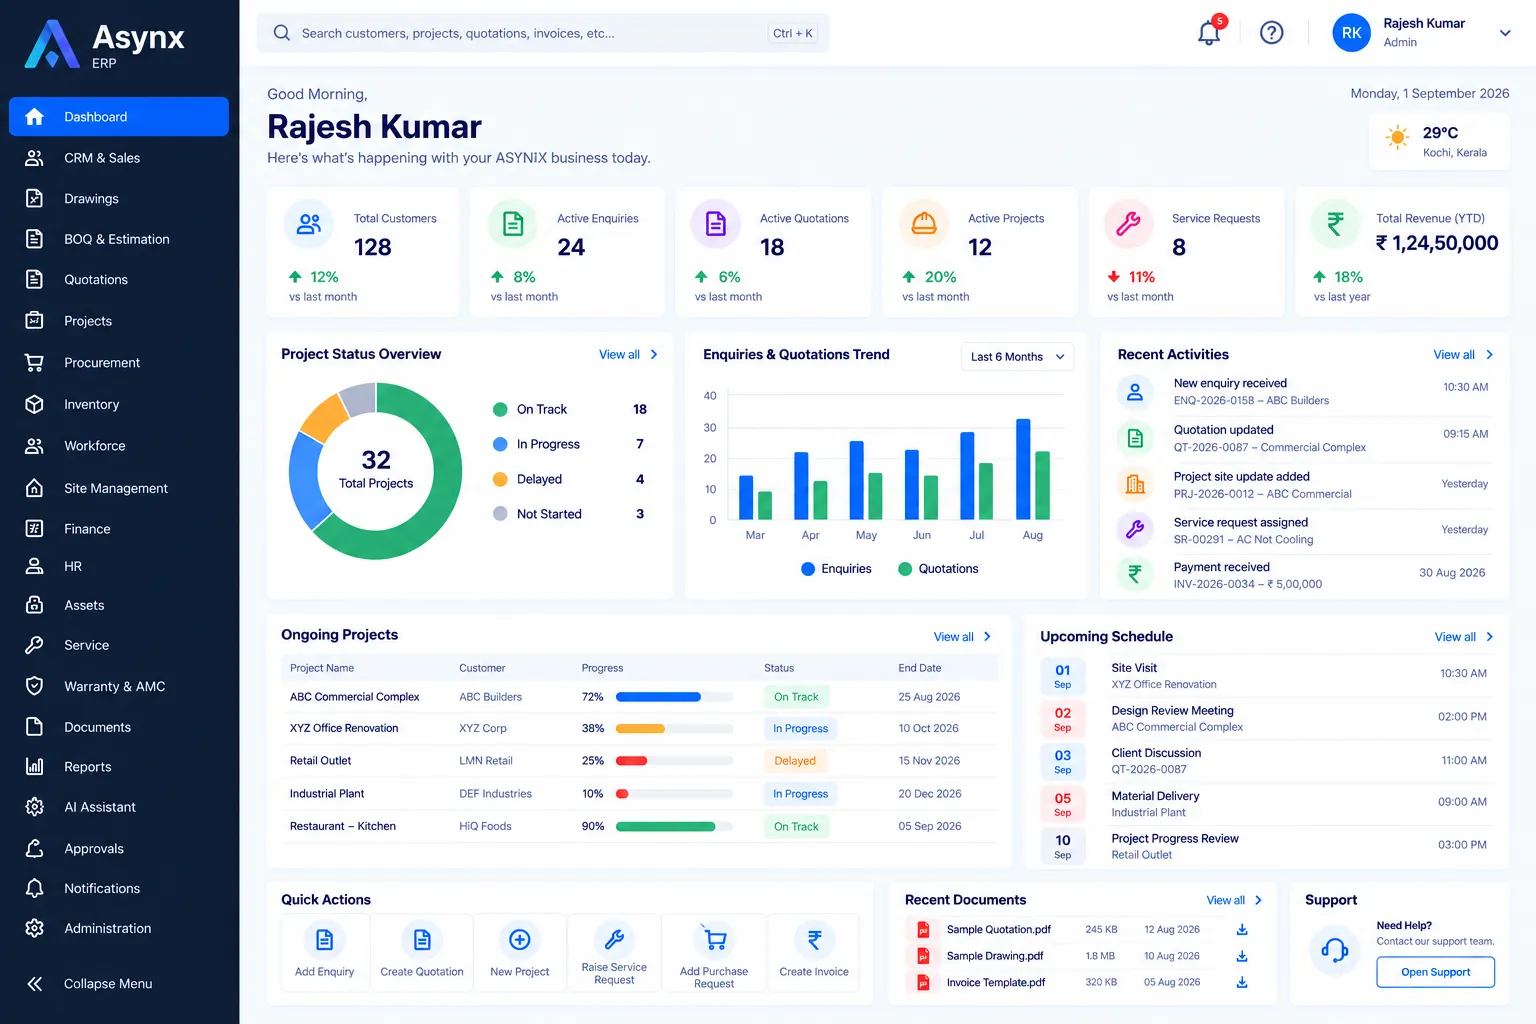 Asynx
ERP
Dashboard
CRM & Sales
Drawings
BOQ & Estimation
Quotations
Projects
Procurement
Inventory
Workforce
Site Management
Finance
HR
Assets
Service
Warranty & AMC
Documents
Reports
AI Assistant
Approvals
Notifications
Administration
Collapse Menu
Search customers, projects, quotations, invoices, etc...
Ctrl + K
5
RK
Rajesh Kumar
Admin
Good Morning,
Rajesh Kumar
Here's what's happening with your ASYNIX business today.
Monday, 1 September 2026
29°C
Kochi, Kerala
Total Customers
128
12%
vs last month
Active Enquiries
24
8%
vs last month
Active Quotations
18
6%
vs last month
Active Projects
12
20%
vs last month
Service Requests
8
11%
vs last month
Total Revenue (YTD)
₹ 1,24,50,000
18%
vs last year
Project Status Overview
View all
32
Total Projects
On Track 18
In Progress 7
Delayed 4
Not Started 3
Enquiries & Quotations Trend
Last 6 Months
40
30
20
10
0
Mar Apr May Jun Jul Aug
Enquiries Quotations
Recent Activities
View all
New enquiry received
ENQ-2026-0158 – ABC Builders
10:30 AM
Quotation updated
QT-2026-0087 – Commercial Complex
09:15 AM
Project site update added
PRJ-2026-0012 – ABC Commercial
Yesterday
Service request assigned
SR-00291 – AC Not Cooling
Yesterday
Payment received
INV-2026-0034 – ₹ 5,00,000
30 Aug 2026
Ongoing Projects
View all
Project Name Customer Progress Status End Date
ABC Commercial Complex ABC Builders 72% On Track 25 Aug 2026
XYZ Office Renovation XYZ Corp 38% In Progress 10 Oct 2026
Retail Outlet LMN Retail 25% Delayed 15 Nov 2026
Industrial Plant DEF Industries 10% In Progress 20 Dec 2026
Restaurant – Kitchen HiQ Foods 90% On Track 05 Sep 2026
Upcoming Schedule
View all
01
Sep
Site Visit
XYZ Office Renovation
10:30 AM
02
Sep
Design Review Meeting
ABC Commercial Complex
02:00 PM
03
Sep
Client Discussion
QT-2026-0087
11:00 AM
05
Sep
Material Delivery
Industrial Plant
09:00 AM
10
Sep
Project Progress Review
Retail Outlet
03:00 PM
Quick Actions
Add Enquiry
Create Quotation
New Project
Raise Service
Request
Add Purchase
Request
Create Invoice
Recent Documents
View all
Sample Quotation.pdf 245 KB 12 Aug 2026
Sample Drawing.pdf 1.8 MB 10 Aug 2026
Invoice Template.pdf 320 KB 05 Aug 2026
Support
Need Help?
Contact our support team.
Open Support